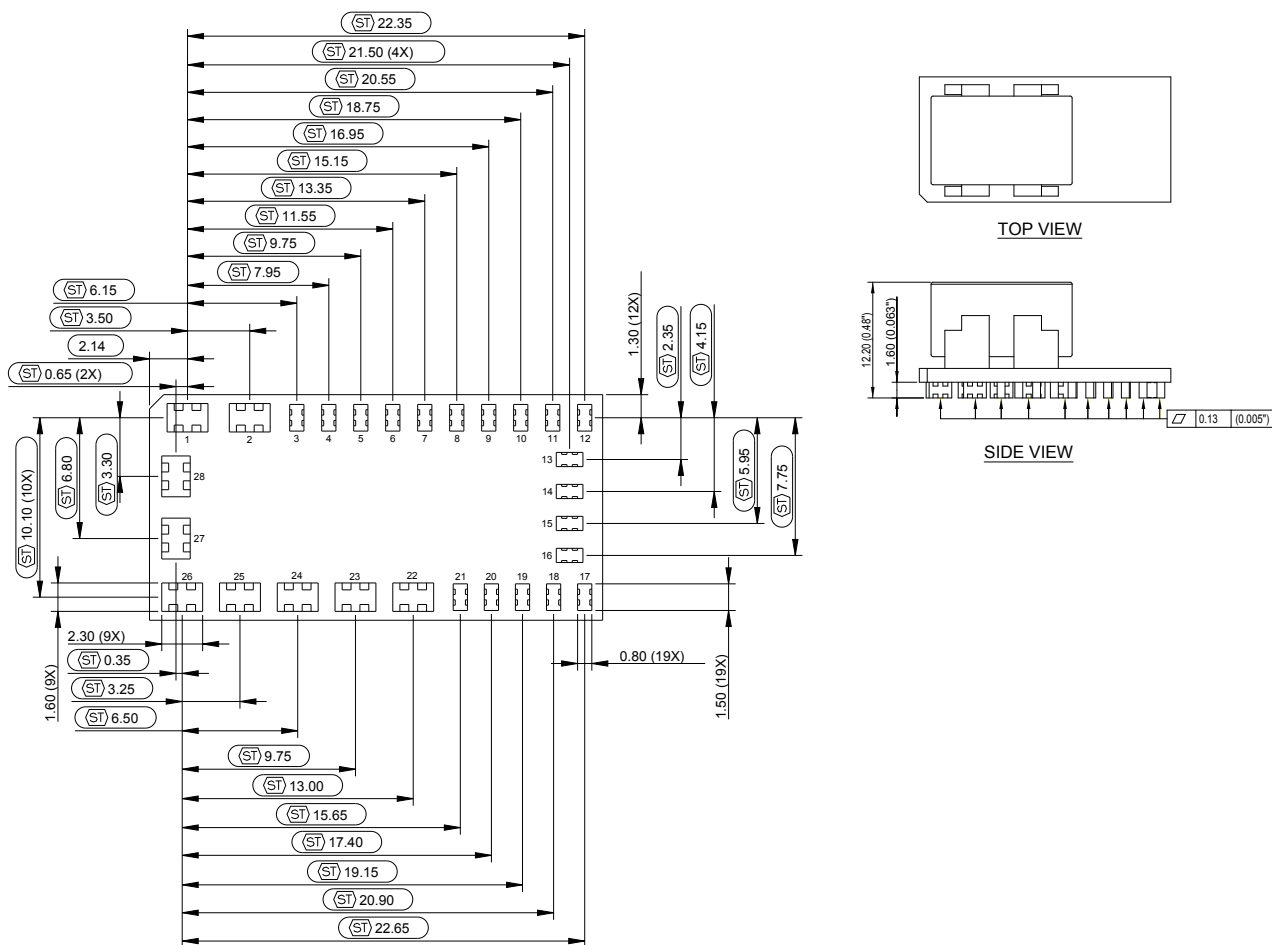 ST 22.35
ST 21.50 (4X)
ST 20.55
ST 18.75
ST 16.95
ST 15.15
ST 13.35
ST 11.55
ST 9.75
ST 7.95
ST 6.15
ST 3.50
2.14
ST 0.65 (2X)
1.30 (12X)
ST 2.35
ST 4.15
ST 5.95
ST 7.75
ST 10.10 (10X)
ST 6.80
ST 3.30
1
2
3
4
5
6
7
8
9
10
11
12
28
13
14
27
15
16
26
25
24
23
22
21
20
19
18
17
1.60 (9X)
2.30 (9X)
ST 0.35
ST 3.25
ST 6.50
0.80 (19X)
1.50 (19X)
ST 9.75
ST 13.00
ST 15.65
ST 17.40
ST 19.15
ST 20.90
ST 22.65
TOP VIEW
12.20 (0.48")
1.60 (0.063")
0.13 (0.005")
SIDE VIEW